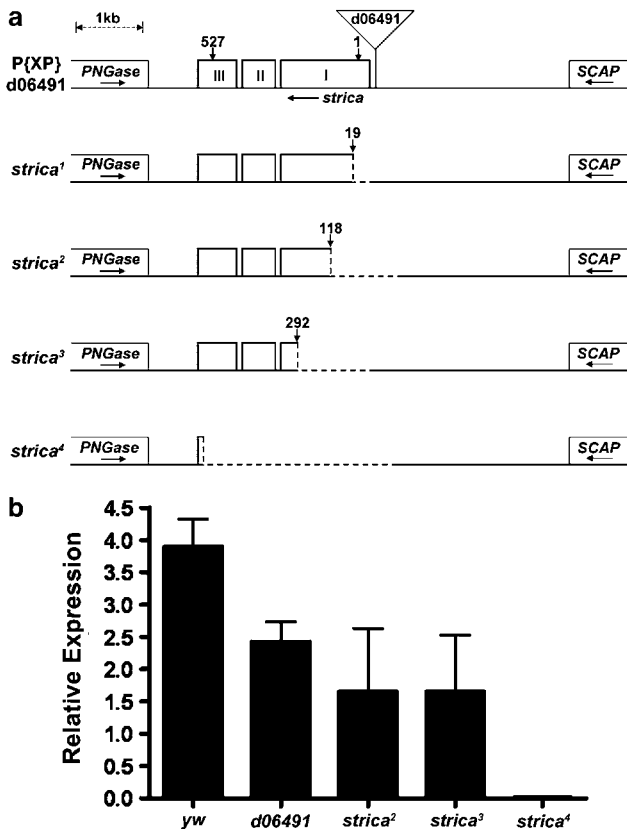 a
1kb
d06491
P{XP}
d06491
PNGase
527
III
II
I
1
strica
SCAP
strica¹
PNGase
19
SCAP
strica²
PNGase
118
SCAP
strica³
PNGase
292
SCAP
strica⁴
PNGase
SCAP
b
Relative Expression
4.5
4.0
3.5
3.0
2.5
2.0
1.5
1.0
0.5
0.0
yw d06491 strica² strica³ strica⁴